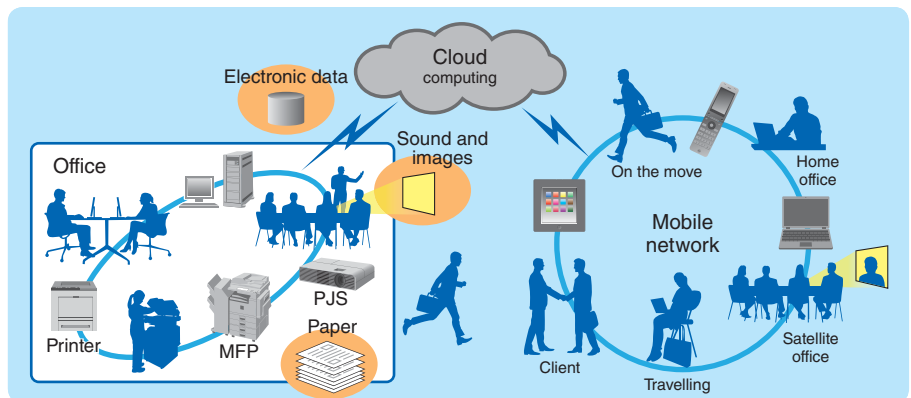 Cloud
computing
Electronic data
Sound and
images
Office
Printer
MFP
PJS
Paper
On the move
Home
office
Mobile
network
Client
Travelling
Satellite
office